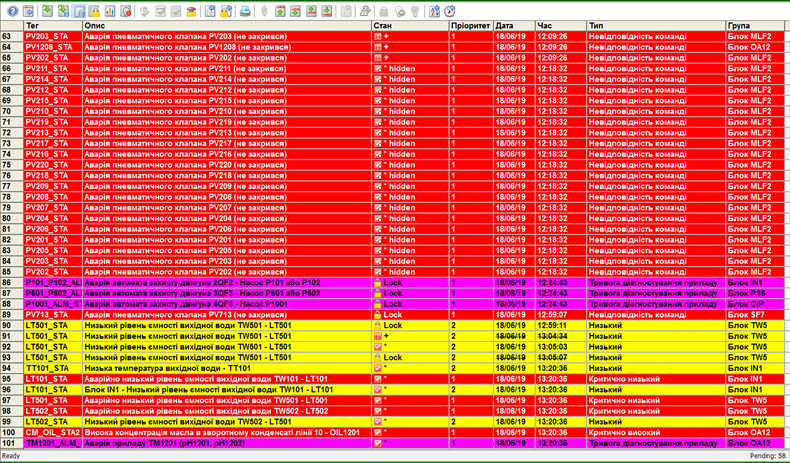 Тег Опис Стан Пріоритет Дата Час Тип Група
63 PV203_STA Аварія пневматичного клапана PV203 (не закрився) + 1 18/06/19 12:09:26 Невідповідність команді Блок MLF2
64 PV1208_STA Аварія пневматичного клапана PV1208 (не закрився) + 1 18/06/19 12:09:26 Невідповідність команді Блок OA12
65 PV202_STA Аварія пневматичного клапана PV202 (не закрився) + 1 18/06/19 12:09:26 Невідповідність команді Блок MLF2
66 PV211_STA Аварія пневматичного клапана PV211 (не закрився) * hidden 1 18/06/19 12:18:32 Невідповідність команді Блок MLF2
67 PV214_STA Аварія пневматичного клапана PV214 (не закрився) * hidden 1 18/06/19 12:18:32 Невідповідність команді Блок MLF2
68 PV212_STA Аварія пневматичного клапана PV212 (не закрився) * hidden 1 18/06/19 12:18:32 Невідповідність команді Блок MLF2
69 PV215_STA Аварія пневматичного клапана PV215 (не закрився) * hidden 1 18/06/19 12:18:32 Невідповідність команді Блок MLF2
70 PV210_STA Аварія пневматичного клапана PV210 (не закрився) * hidden 1 18/06/19 12:18:32 Невідповідність команді Блок MLF2
71 PV219_STA Аварія пневматичного клапана PV219 (не закрився) * hidden 1 18/06/19 12:18:32 Невідповідність команді Блок MLF2
72 PV213_STA Аварія пневматичного клапана PV213 (не закрився) * hidden 1 18/06/19 12:18:32 Невідповідність команді Блок MLF2
73 PV217_STA Аварія пневматичного клапана PV217 (не закрився) * hidden 1 18/06/19 12:18:32 Невідповідність команді Блок MLF2
74 PV216_STA Аварія пневматичного клапана PV216 (не закрився) * hidden 1 18/06/19 12:18:32 Невідповідність команді Блок MLF2
75 PV220_STA Аварія пневматичного клапана PV220 (не закрився) * hidden 1 18/06/19 12:18:32 Невідповідність команді Блок MLF2
76 PV218_STA Аварія пневматичного клапана PV218 (не закрився) * hidden 1 18/06/19 12:18:32 Невідповідність команді Блок MLF2
77 PV209_STA Аварія пневматичного клапана PV209 (не закрився) * hidden 1 18/06/19 12:18:32 Невідповідність команді Блок MLF2
78 PV208_STA Аварія пневматичного клапана PV208 (не закрився) * hidden 1 18/06/19 12:18:32 Невідповідність команді Блок MLF2
79 PV207_STA Аварія пневматичного клапана PV207 (не закрився) * hidden 1 18/06/19 12:18:32 Невідповідність команді Блок MLF2
80 PV204_STA Аварія пневматичного клапана PV204 (не закрився) * hidden 1 18/06/19 12:18:32 Невідповідність команді Блок MLF2
81 PV206_STA Аварія пневматичного клапана PV206 (не закрився) * hidden 1 18/06/19 12:18:32 Невідповідність команді Блок MLF2
82 PV201_STA Аварія пневматичного клапана PV201 (не закрився) * hidden 1 18/06/19 12:18:32 Невідповідність команді Блок MLF2
83 PV205_STA Аварія пневматичного клапана PV205 (не закрився) * hidden 1 18/06/19 12:18:32 Невідповідність команді Блок MLF2
84 PV203_STA Аварія пневматичного клапана PV203 (не закрився) * hidden 1 18/06/19 12:18:32 Невідповідність команді Блок MLF2
85 PV202_STA Аварія пневматичного клапана PV202 (не закрився) * hidden 1 18/06/19 12:18:32 Невідповідність команді Блок MLF2
86 P101_P102_AL Аварія автомата захисту двигуна 2QF2 - Насос P101 або P102 Lock 1 18/06/19 12:24:43 Тривога діагностування приладу Блок IN1
87 P601_P602_AL Аварія автомата захисту двигуна 3QF3 - Насос P601 або P602 Lock 1 18/06/19 12:24:43 Тривога діагностування приладу Блок PS6
88 P1001_ALM_S Аварія автомата захисту двигуна 4QF3 - Насос P1001 Lock 1 18/06/19 12:24:43 Тривога діагностування приладу Блок CIP
89 PV713_STA Аварія пневматичного клапана PV713 (не закрився) Lock 1 18/06/19 12:59:07 Невідповідність команді Блок SF7
90 LT501_STA Низький рівень ємності вихідної води TW501 - LT501 Lock 2 18/06/19 12:59:11 Низький Блок TW5
91 LT501_STA Низький рівень ємності вихідної води TW501 - LT501 + 2 18/06/19 13:04:34 Низький Блок TW5
92 LT501_STA Низький рівень ємності вихідної води TW501 - LT501 * 2 18/06/19 13:05:03 Низький Блок TW5
93 LT501_STA Низький рівень ємності вихідної води TW501 - LT501 Lock 2 18/06/19 13:05:07 Низький Блок TW5
94 TT101_STA Низька температура вихідної води - TT101 * 2 18/06/19 13:20:36 Низький Блок IN1
95 LT101_STA Аварійно низький рівень ємності вихідної води TW101 - LT101 * 1 18/06/19 13:20:36 Критично низький Блок IN1
96 LT101_STA Блок IN1 - Низький рівень ємності вихідної води TW101 - LT101 * 2 18/06/19 13:20:36 Низький Блок IN1
97 LT501_STA Аварійно низький рівень ємності вихідної води TW501 - LT501 * 1 18/06/19 13:20:36 Критично низький Блок TW5
98 LT502_STA Аварійно низький рівень ємності вихідної води TW502 - LT502 * 1 18/06/19 13:20:36 Критично низький Блок TW5
99 LT502_STA Низький рівень ємності вихідної води TW502 - LT501 * 2 18/06/19 13:20:36 Низький Блок TW5
100 CM_OIL_STA2 Висока концентрація масла в зворотному конденсаті лінії 10 - OIL1201 * 1 18/06/19 13:20:36 Критично високий Блок OA12
101 TM1201_ALM_ Аварія приладу TM1201 (pH1201, pH1202) * 1 18/06/19 13:20:36 Тривога діагностування приладу Блок OA12
Ready Pending: 58